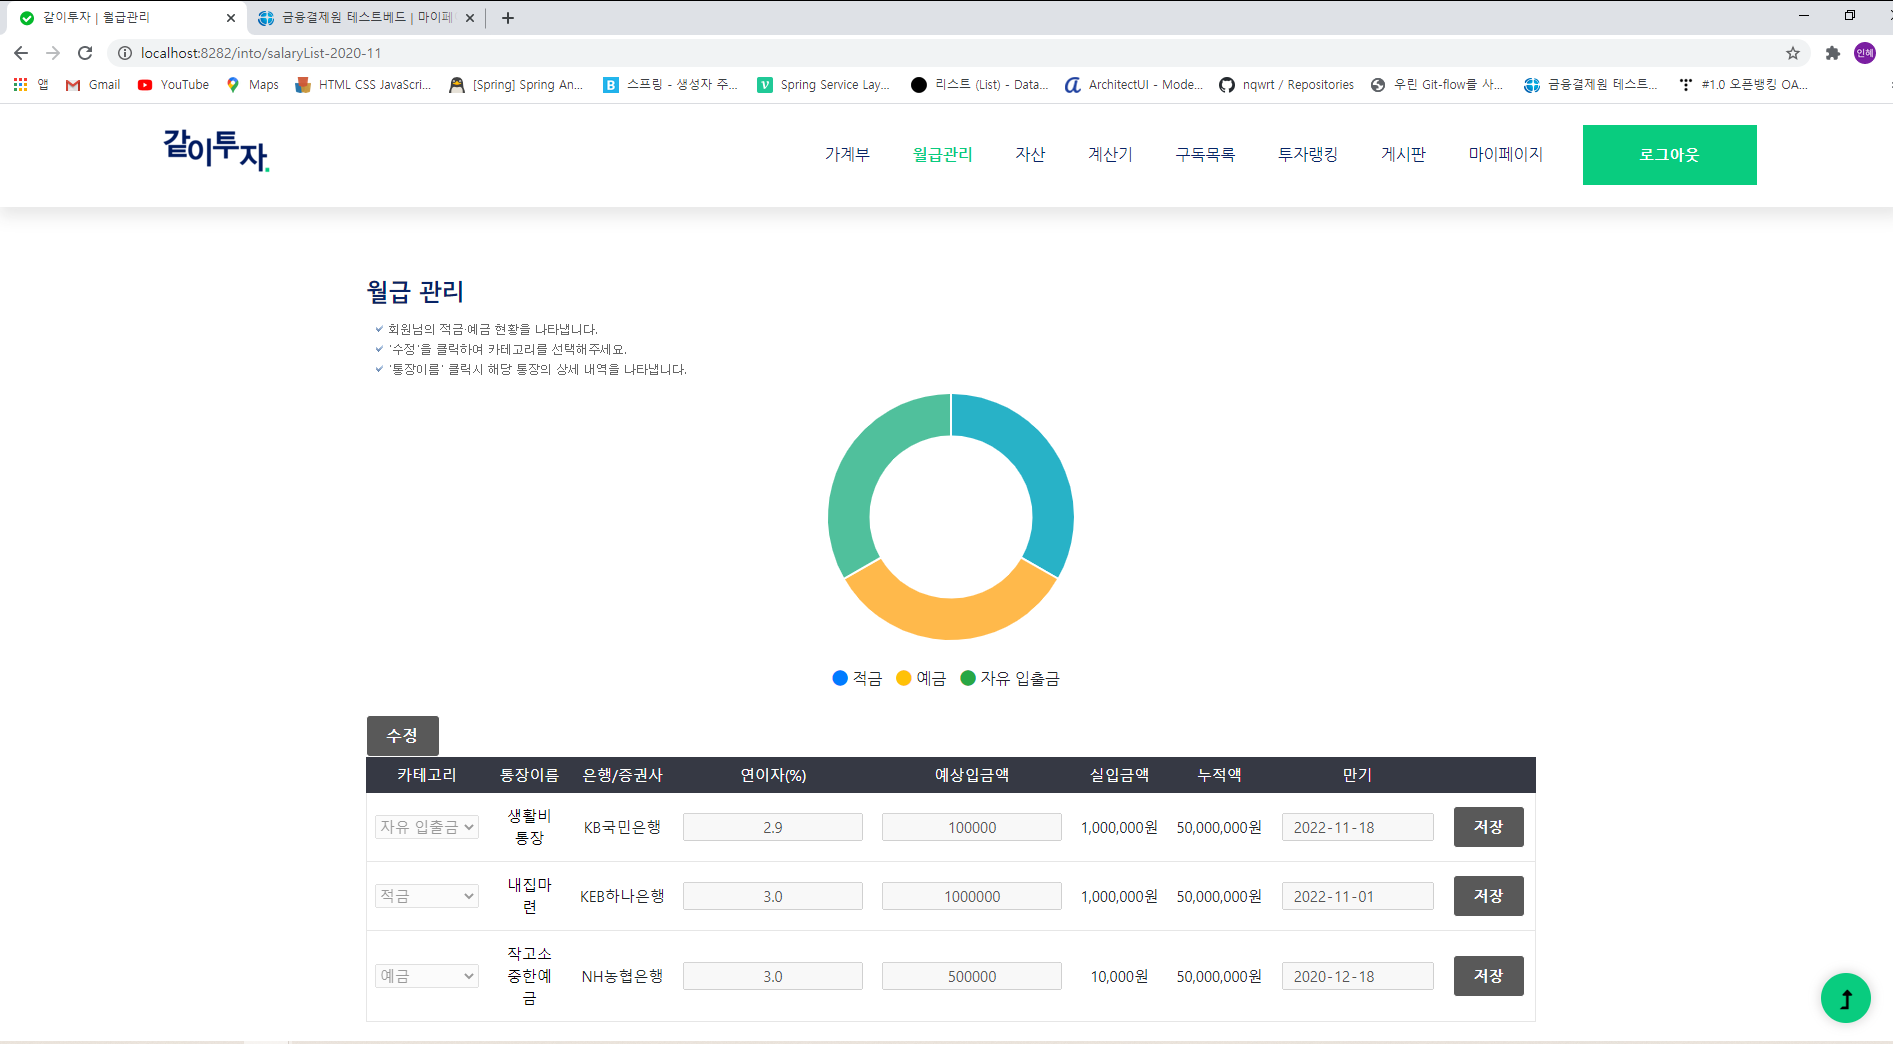 같이투자 | 월급관리
금융결제원 테스트베드 | 마이페
localhost:8282/into/salaryList-2020-11
인혜
앱 Gmail YouTube Maps HTML CSS JavaScri... [Spring] Spring An... 스프링 - 생성자 주... Spring Service Lay... 리스트 (List) - Data... ArchitectUI - Mode... nqwrt / Repositories 우린 Git-flow를 사... 금융결제원 테스트... #1.0 오픈뱅킹 OA...
같이투자.
가계부 월급관리 자산 계산기 구독목록 투자랭킹 게시판 마이페이지 로그아웃
월급 관리
회원님의 적금·예금 현황을 나타냅니다.
'수정'을 클릭하여 카테고리를 선택해주세요.
'통장이름' 클릭시 해당 통장의 상세 내역을 나타냅니다.
적금 예금 자유 입출금
수정
카테고리 통장이름 은행/증권사 연이자(%) 예상입금액 실입금액 누적액 만기
자유 입출금 생활비 통장 KB국민은행 2.9 100000 1,000,000원 50,000,000원 2022-11-18 저장
적금 내집마련 KEB하나은행 3.0 1000000 1,000,000원 50,000,000원 2022-11-01 저장
예금 작고소중한예금 NH농협은행 3.0 500000 10,000원 50,000,000원 2020-12-18 저장